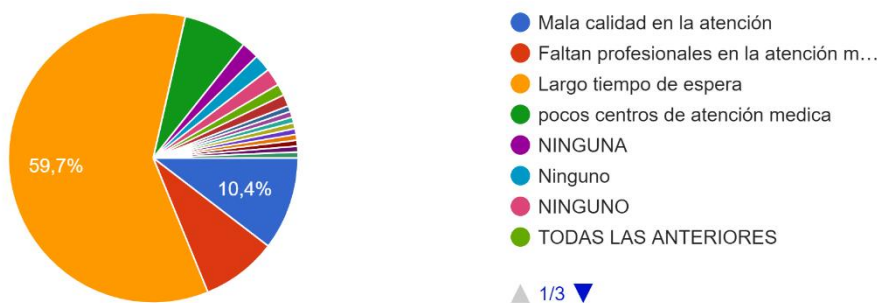 59,7%
10,4%
Mala calidad en la atención
Faltan profesionales en la atención m…
Largo tiempo de espera
pocos centros de atención medica
NINGUNA
Ninguno
NINGUNO
TODAS LAS ANTERIORES
1/3